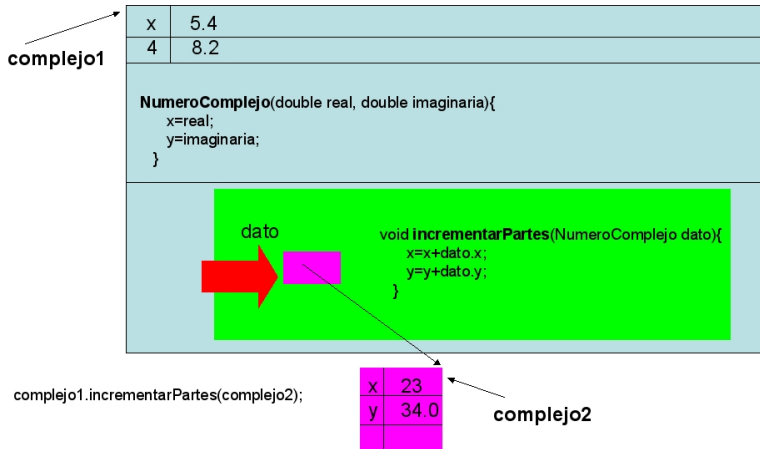 x 5.4
complejo1
4 8.2
NumeroComplejo(double real, double imaginaria){
x=real;
y=imaginaria;
}
dato
void incrementarPartes(NumeroComplejo dato){
x=x+dato.x;
y=y+dato.y;
}
complejo1.incrementarPartes(complejo2);
x 23
y 34.0
complejo2